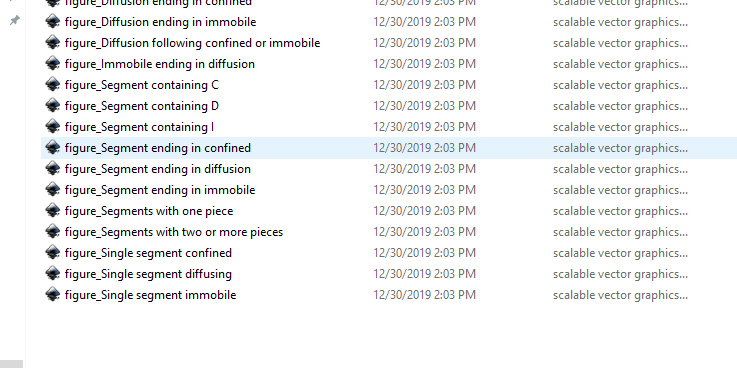 figure_Diffusion ending in confined 12/30/2019 2:03 PM scalable vector graphics...
figure_Diffusion ending in immobile 12/30/2019 2:03 PM scalable vector graphics...
figure_Diffusion following confined or immobile 12/30/2019 2:03 PM scalable vector graphics...
figure_Immobile ending in diffusion 12/30/2019 2:03 PM scalable vector graphics...
figure_Segment containing C 12/30/2019 2:03 PM scalable vector graphics...
figure_Segment containing D 12/30/2019 2:03 PM scalable vector graphics...
figure_Segment containing I 12/30/2019 2:03 PM scalable vector graphics...
figure_Segment ending in confined 12/30/2019 2:03 PM scalable vector graphics...
figure_Segment ending in diffusion 12/30/2019 2:03 PM scalable vector graphics...
figure_Segment ending in immobile 12/30/2019 2:03 PM scalable vector graphics...
figure_Segments with one piece 12/30/2019 2:03 PM scalable vector graphics...
figure_Segments with two or more pieces 12/30/2019 2:03 PM scalable vector graphics...
figure_Single segment confined 12/30/2019 2:03 PM scalable vector graphics...
figure_Single segment diffusing 12/30/2019 2:03 PM scalable vector graphics...
figure_Single segment immobile 12/30/2019 2:03 PM scalable vector graphics...